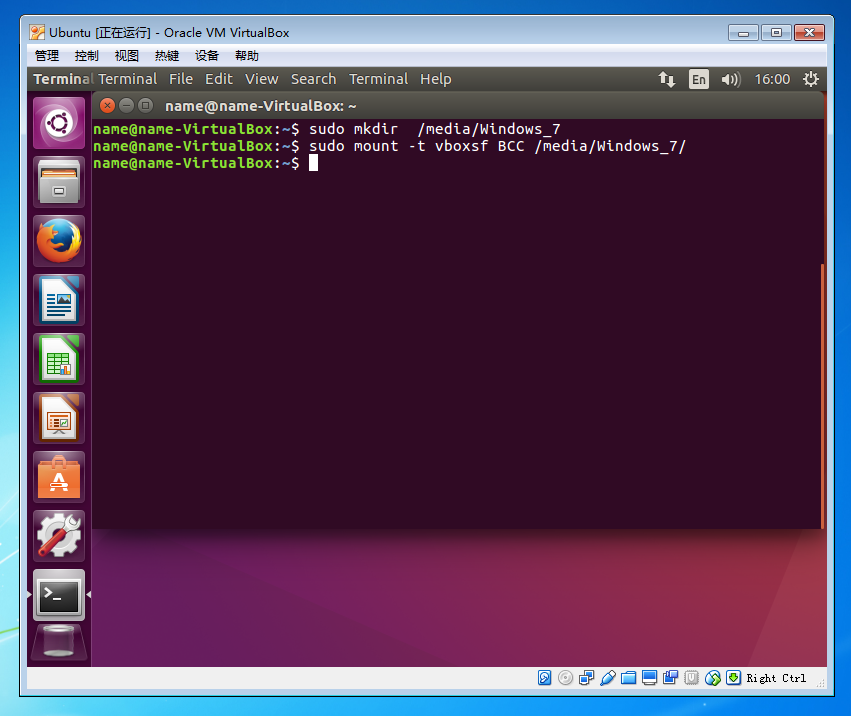 Ubuntu [正在运行] - Oracle VM VirtualBox
管理 控制 视图 热键 设备 帮助
Terminal Terminal File Edit View Search Terminal Help En 16:00
name@name-VirtualBox: ~
name@name-VirtualBox:~$ sudo mkdir  /media/Windows_7
name@name-VirtualBox:~$ sudo mount -t vboxsf BCC /media/Windows_7/
name@name-VirtualBox:~$
Right Ctrl